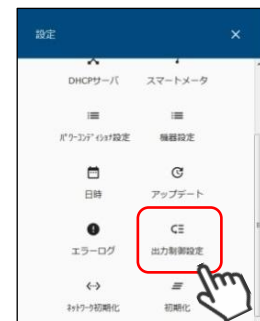 設定 ×
DHCPサーバ スマートメータ
ﾊﾟﾜｰｺﾝﾃﾞｨｼｮﾅ設定 機器設定
日時 アップデート
エラーログ 出力制御設定
ﾈｯﾄﾜｰｸ初期化 初期化